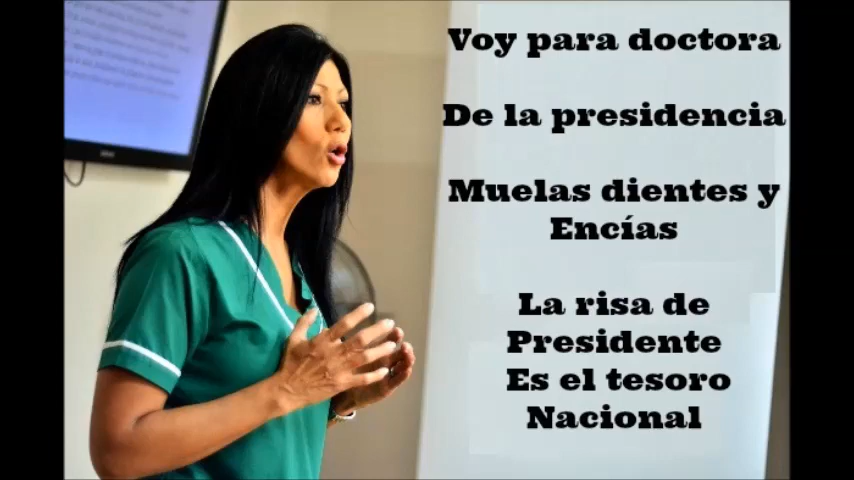 Voy para doctora
De la presidencia
Muelas dientes y
Encías
La risa de
Presidente
Es el tesoro
Nacional